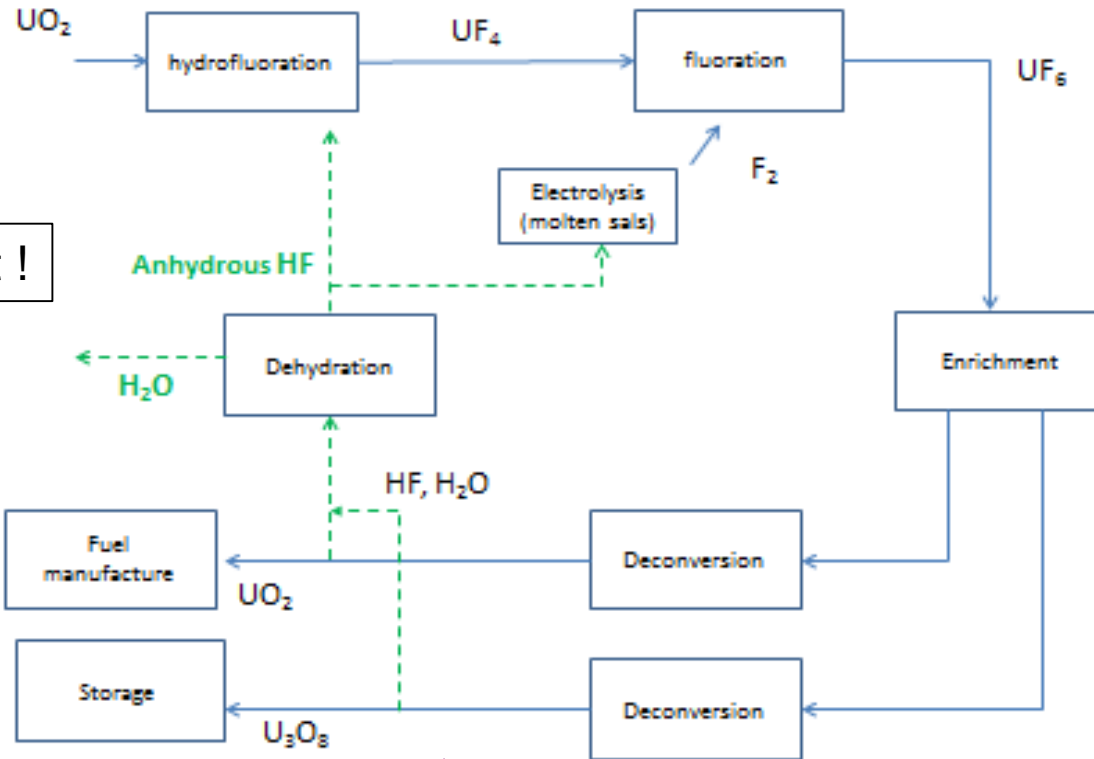 UO₂
hydrofluoration
UF₄
fluoration
UF₆
F₂
Electrolysis
(molten sals)
!
Anhydrous HF
Dehydration
Enrichment
H₂O
HF, H₂O
Fuel
manufacture
Deconversion
UO₂
Storage
Deconversion
U₃O₈